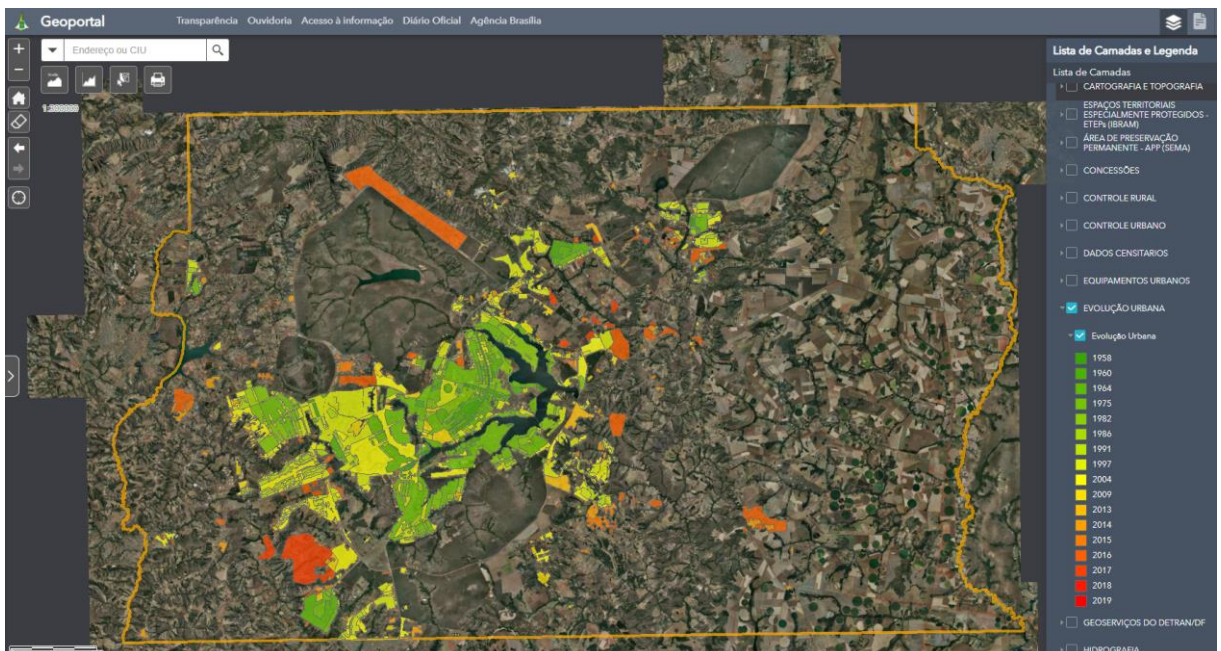 Geoportal
Transparência Ouvidoria Acesso à informação Diário Oficial Agência Brasília
Endereço ou CIU
Lista de Camadas e Legenda
Lista de Camadas
CARTOGRAFIA E TOPOGRAFIA
ESPAÇOS TERRITORIAIS
ESPECIALMENTE PROTEGIDOS -
ETEPs (IBRAM)
ÁREA DE PRESERVAÇÃO
PERMANENTE - APP (SEMA)
CONCESSÕES
CONTROLE RURAL
CONTROLE URBANO
DADOS CENSITARIOS
EQUIPAMENTOS URBANOS
EVOLUÇÃO URBANA
Evolução Urbana
1958
1960
1964
1975
1982
1986
1991
1997
2004
2009
2013
2014
2015
2016
2017
2018
2019
GEOSERVIÇOS DO DETRAN/DF
HIDROGRAFIA